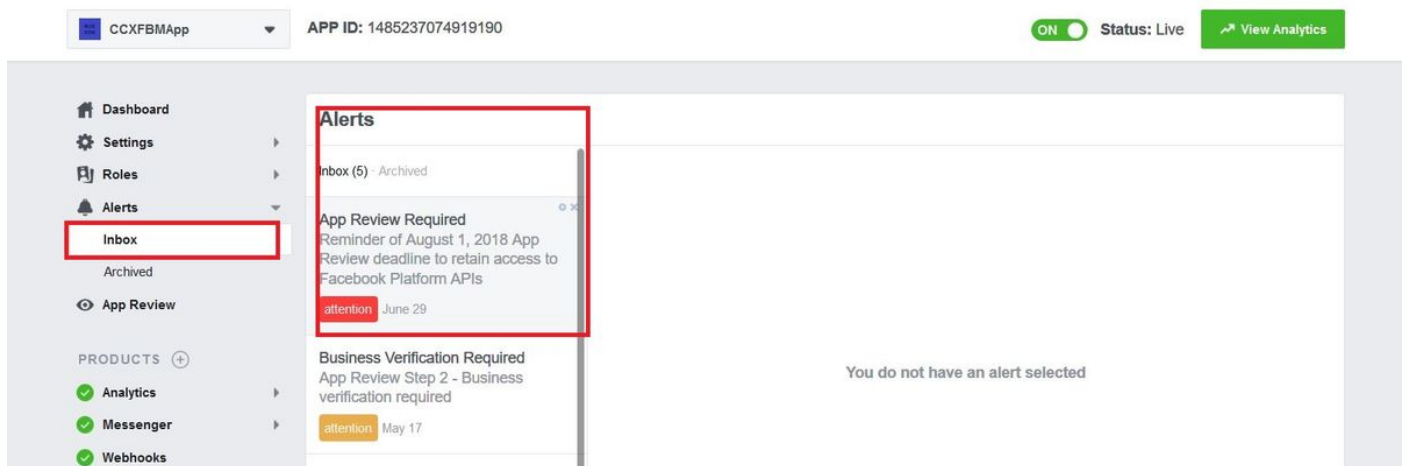 CCXFBMApp
APP ID: 1485237074919190
ON
Status: Live
View Analytics
Dashboard
Settings
Roles
Alerts
Inbox
Archived
App Review
PRODUCTS
Analytics
Messenger
Webhooks
Alerts
Inbox (5) · Archived
App Review Required
Reminder of August 1, 2018 App
Review deadline to retain access to
Facebook Platform APIs
attention June 29
Business Verification Required
App Review Step 2 - Business
verification required
attention May 17
You do not have an alert selected